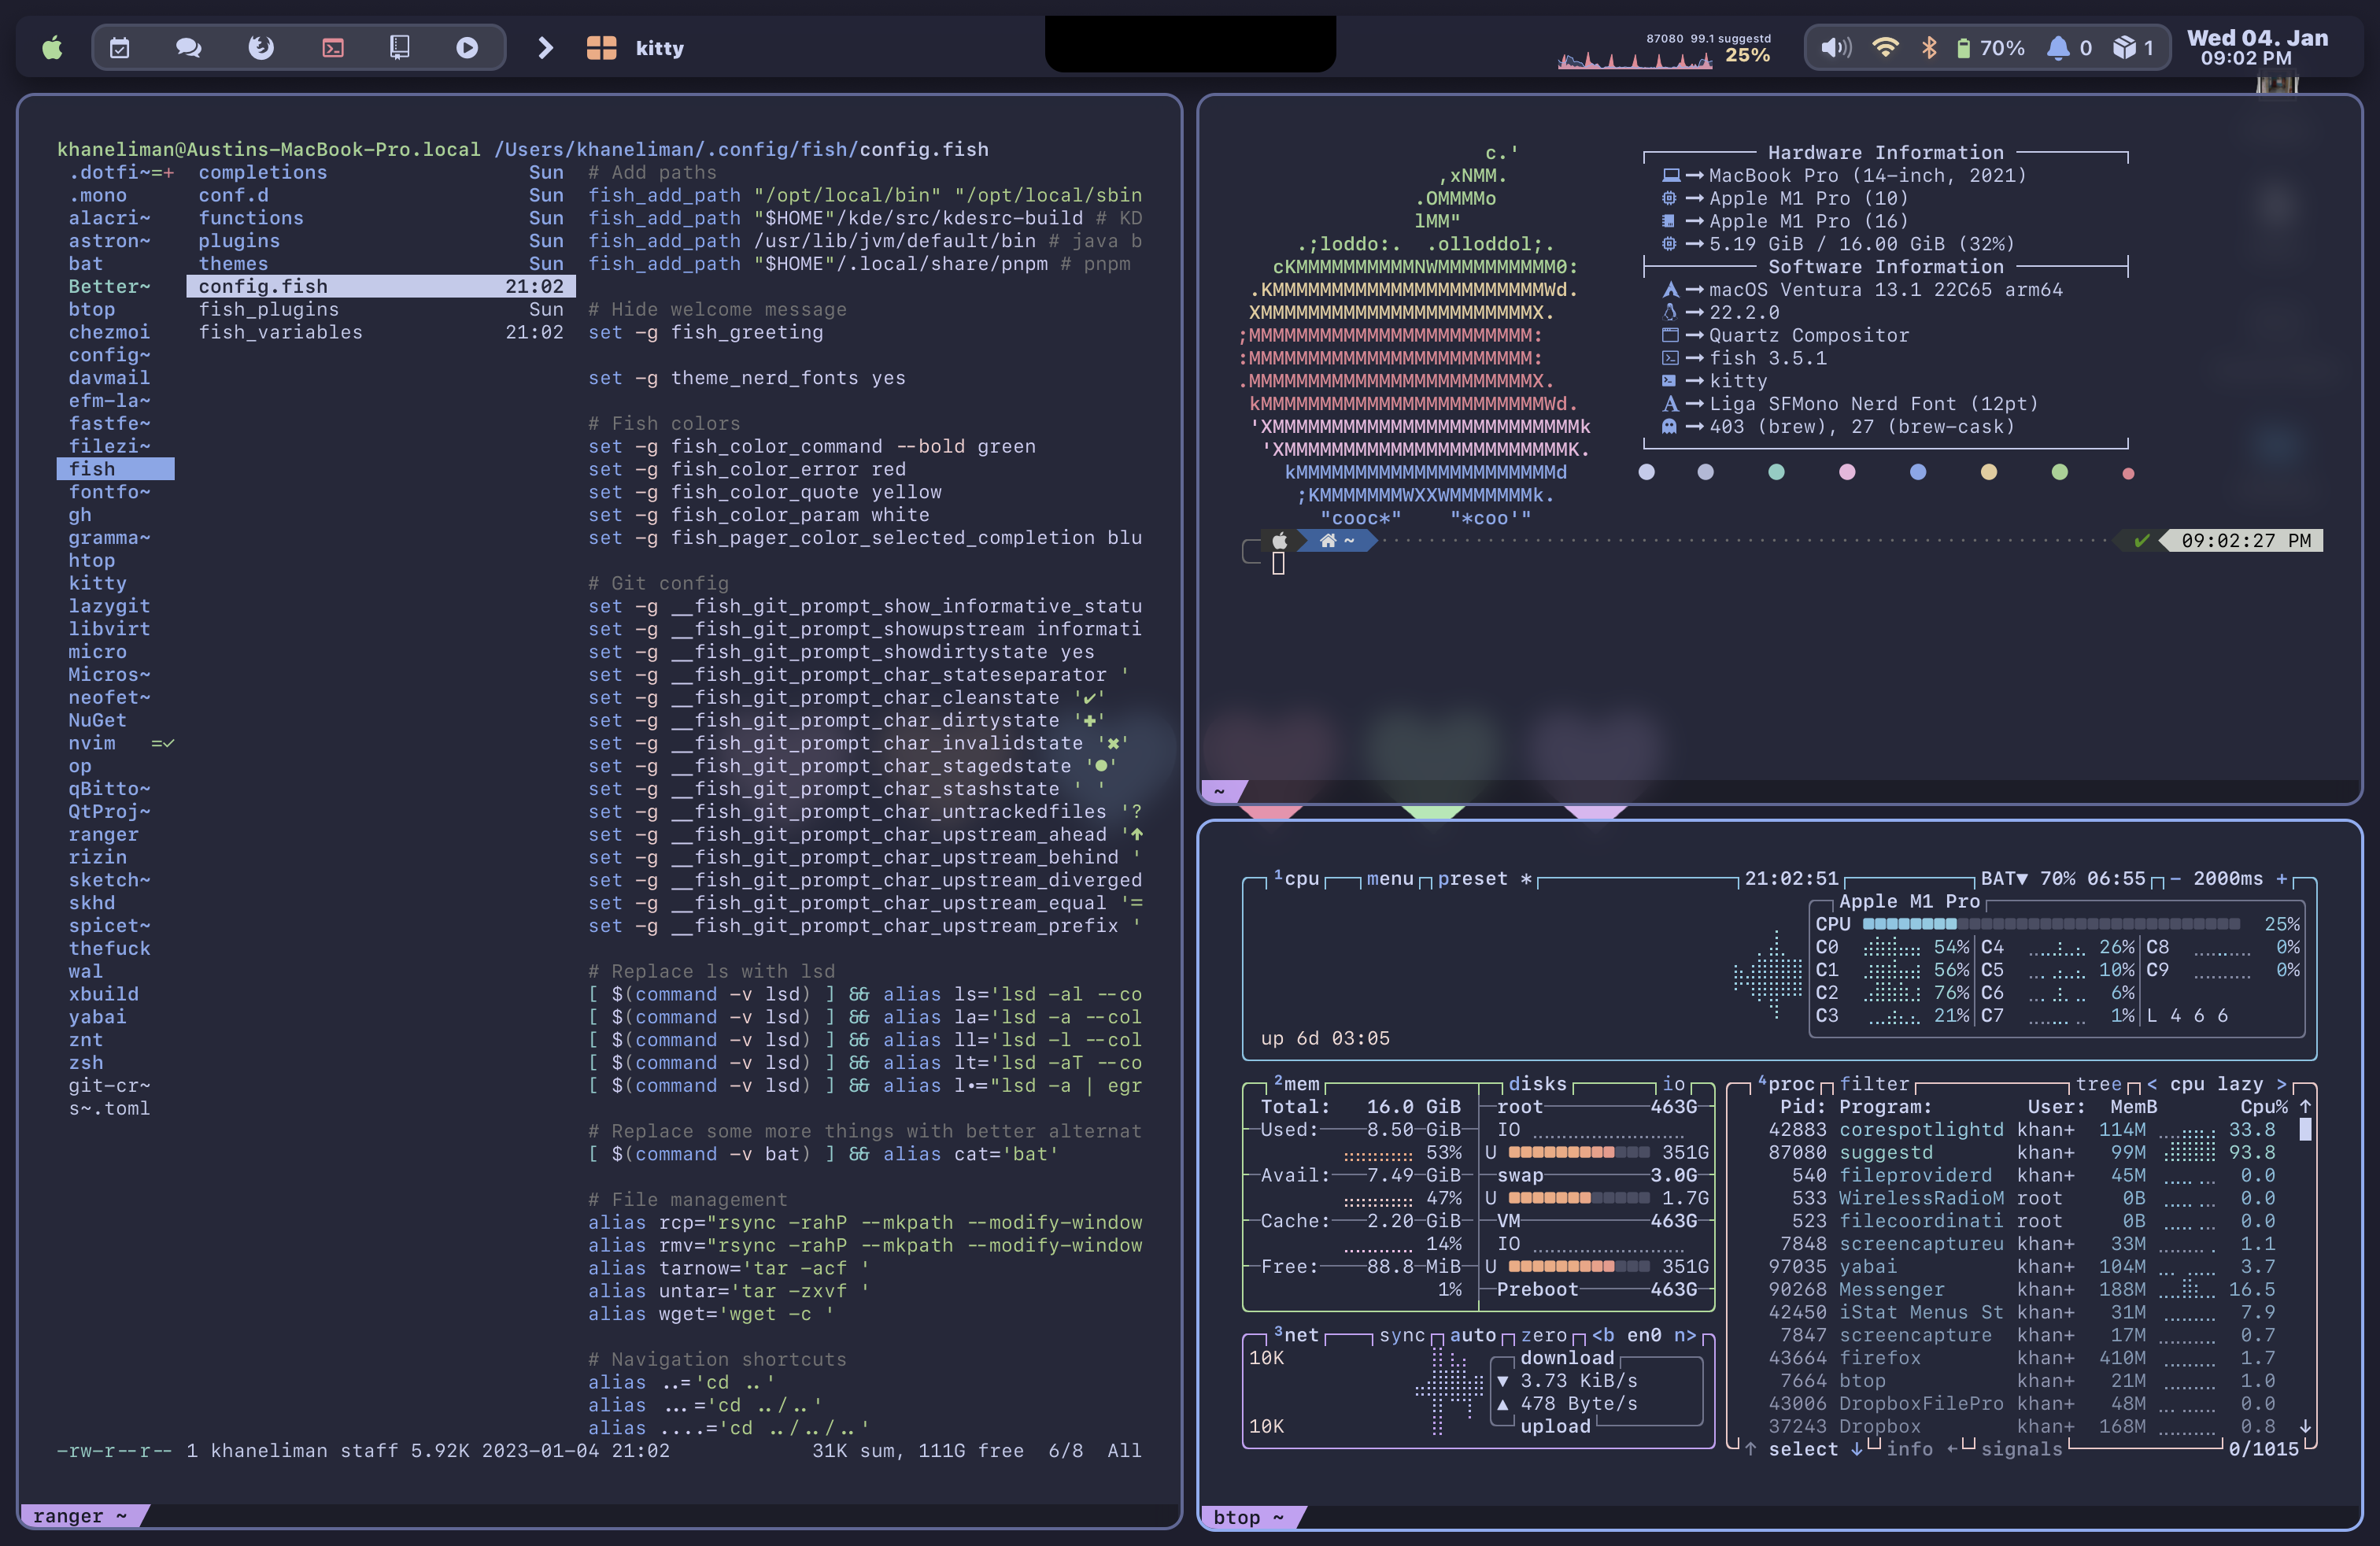 kitty
87080 99.1 suggestd
25%
70% 0 1
Wed 04. Jan
09:02 PM
khaneliman@Austins-MacBook-Pro.local /Users/khaneliman/.config/fish/config.fish
.dotfi~=+
.mono
alacri~
astron~
bat
Better~
btop
chezmoi
config~
davmail
efm-la~
fastfe~
filezi~
fish
fontfo~
gh
gramma~
htop
kitty
lazygit
libvirt
micro
Micros~
neofet~
NuGet
nvim =✓
op
qBitto~
QtProj~
ranger
rizin
sketch~
skhd
spicet~
thefuck
wal
xbuild
yabai
znt
zsh
git-cr~
s~.toml
completions Sun
conf.d Sun
functions Sun
plugins Sun
themes Sun
config.fish 21:02
fish_plugins Sun
fish_variables 21:02
# Add paths
fish_add_path "/opt/local/bin" "/opt/local/sbin
fish_add_path "$HOME"/kde/src/kdesrc-build # KD
fish_add_path /usr/lib/jvm/default/bin # java b
fish_add_path "$HOME"/.local/share/pnpm # pnpm
# Hide welcome message
set -g fish_greeting
set -g theme_nerd_fonts yes
# Fish colors
set -g fish_color_command --bold green
set -g fish_color_error red
set -g fish_color_quote yellow
set -g fish_color_param white
set -g fish_pager_color_selected_completion blu
# Git config
set -g __fish_git_prompt_show_informative_statu
set -g __fish_git_prompt_showupstream informati
set -g __fish_git_prompt_showdirtystate yes
set -g __fish_git_prompt_char_stateseparator '
set -g __fish_git_prompt_char_cleanstate '✔'
set -g __fish_git_prompt_char_dirtystate '✚'
set -g __fish_git_prompt_char_invalidstate '✖'
set -g __fish_git_prompt_char_stagedstate '●'
set -g __fish_git_prompt_char_stashstate ' '
set -g __fish_git_prompt_char_untrackedfiles '?
set -g __fish_git_prompt_char_upstream_ahead '↑
set -g __fish_git_prompt_char_upstream_behind '
set -g __fish_git_prompt_char_upstream_diverged
set -g __fish_git_prompt_char_upstream_equal '=
set -g __fish_git_prompt_char_upstream_prefix '
# Replace ls with lsd
[ $(command -v lsd) ] && alias ls='lsd -al --co
[ $(command -v lsd) ] && alias la='lsd -a --col
[ $(command -v lsd) ] && alias ll='lsd -l --col
[ $(command -v lsd) ] && alias lt='lsd -aT --co
[ $(command -v lsd) ] && alias l.="lsd -a | egr
# Replace some more things with better alternat
[ $(command -v bat) ] && alias cat='bat'
# File management
alias rcp="rsync -rahP --mkpath --modify-window
alias rmv="rsync -rahP --mkpath --modify-window
alias tarnow='tar -acf '
alias untar='tar -zxvf '
alias wget='wget -c '
# Navigation shortcuts
alias ..='cd ..'
alias ...='cd ../..'
alias ....='cd ../../..'
-rw-r--r-- 1 khaneliman staff 5.92K 2023-01-04 21:02 31K sum, 111G free 6/8 All
ranger ~
c.'
,xNMM.
.OMMMMo
lMM"
.;loddo:. .olloddol;.
cKMMMMMMMMMMNWMMMMMMMMMM0:
.KMMMMMMMMMMMMMMMMMMMMMMMWd.
XMMMMMMMMMMMMMMMMMMMMMMMX.
;MMMMMMMMMMMMMMMMMMMMMMMM:
:MMMMMMMMMMMMMMMMMMMMMMMM:
.MMMMMMMMMMMMMMMMMMMMMMMMX.
kMMMMMMMMMMMMMMMMMMMMMMMMWd.
'XMMMMMMMMMMMMMMMMMMMMMMMMMMk
'XMMMMMMMMMMMMMMMMMMMMMMMMK.
kMMMMMMMMMMMMMMMMMMMMMMd
;KMMMMMMMWXXWMMMMMMMk.
"cooc*" "*coo'"
Hardware Information
MacBook Pro (14-inch, 2021)
Apple M1 Pro (10)
Apple M1 Pro (16)
5.19 GiB / 16.00 GiB (32%)
Software Information
macOS Ventura 13.1 22C65 arm64
22.2.0
Quartz Compositor
fish 3.5.1
kitty
Liga SFMono Nerd Font (12pt)
403 (brew), 27 (brew-cask)
~ ✔ 09:02:27 PM
~
¹cpu menu preset * 21:02:51 BAT▼ 70% 06:55 - 2000ms +
Apple M1 Pro
CPU 25%
C0 54% C4 26% C8 0%
C1 56% C5 10% C9 0%
C2 76% C6 6%
C3 21% C7 1% L 4 6 6
up 6d 03:05
²mem disks io
Total: 16.0 GiB
Used: 8.50 GiB
53%
Avail: 7.49 GiB
47%
Cache: 2.20 GiB
14%
Free: 88.8 MiB
1%
root 463G
IO
U 351G
swap 3.0G
U 1.7G
VM 463G
IO
U 351G
Preboot 463G
³net sync auto zero <b en0 n>
10K
download
▼ 3.73 KiB/s
▲ 478 Byte/s
upload
10K
⁴proc filter tree < cpu lazy >
Pid: Program: User: MemB Cpu% ↑
42883 corespotlightd khan+ 114M 33.8
87080 suggestd khan+ 99M 93.8
540 fileproviderd khan+ 45M 0.0
533 WirelessRadioM root 0B 0.0
523 filecoordinati root 0B 0.0
7848 screencaptureu khan+ 33M 1.1
97035 yabai khan+ 104M 3.7
90268 Messenger khan+ 188M 16.5
42450 iStat Menus St khan+ 31M 7.9
7847 screencapture khan+ 17M 0.7
43664 firefox khan+ 410M 1.7
7664 btop khan+ 21M 1.0
43006 DropboxFilePro khan+ 48M 0.0
37243 Dropbox khan+ 168M 0.8 ↓
↑ select ↓ info ← signals 0/1015
btop ~